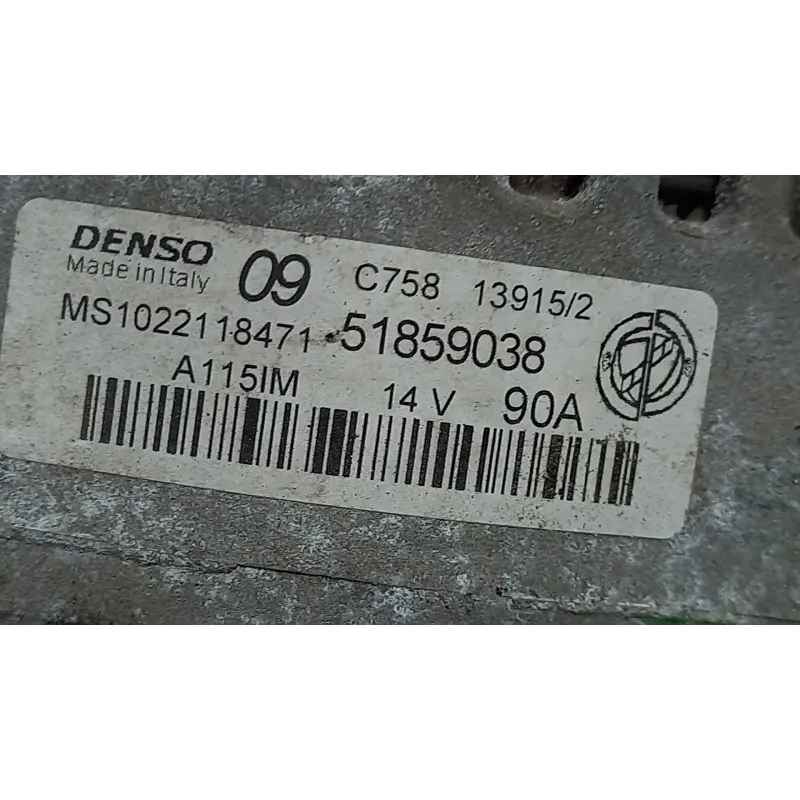 DENSO 09 C758 13915/2
Made in Italy
MS1022118471 51859038
A115IM 14 V 90A